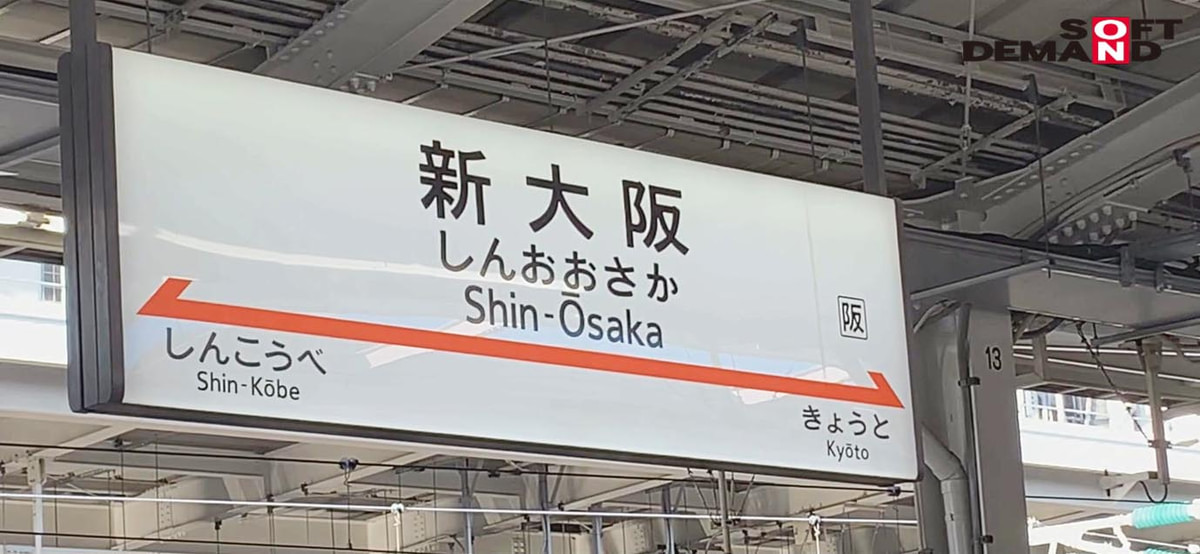 SOFT
ON
DEMAND
新大阪
しんおおさか
Shin-Ōsaka
阪
しんこうべ
Shin-Kōbe
きょうと
Kyōto
13